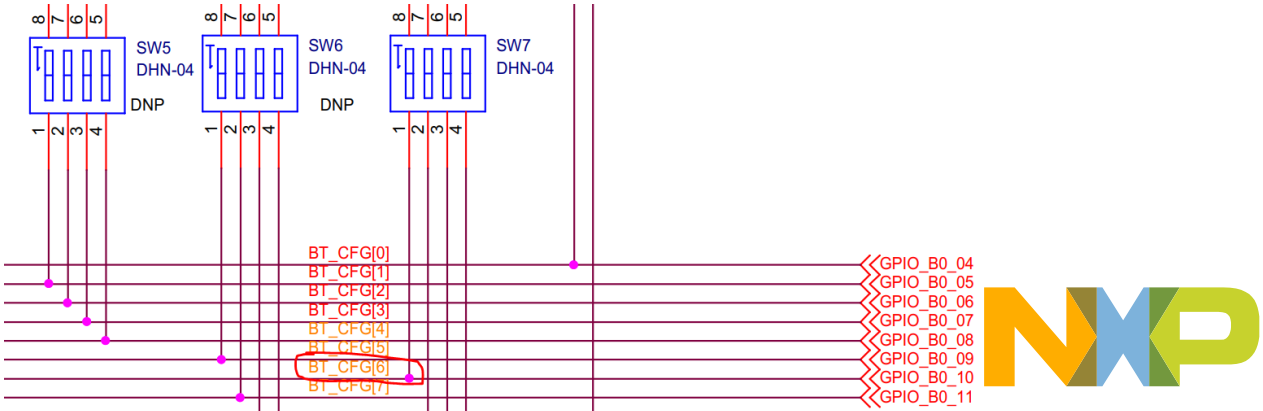 8 7 6 5
8 7 6 5
8 7 6 5
SW5
DHN-04
DNP
SW6
DHN-04
DNP
SW7
DHN-04
1 2 3 4
1 2 3 4
1 2 3 4
BT_CFG[0]
BT_CFG[1]
BT_CFG[2]
BT_CFG[3]
BT_CFG[4]
BT_CFG[5]
BT_CFG[6]
BT_CFG[7]
GPIO_B0_04
GPIO_B0_05
GPIO_B0_06
GPIO_B0_07
GPIO_B0_08
GPIO_B0_09
GPIO_B0_10
GPIO_B0_11
NXP